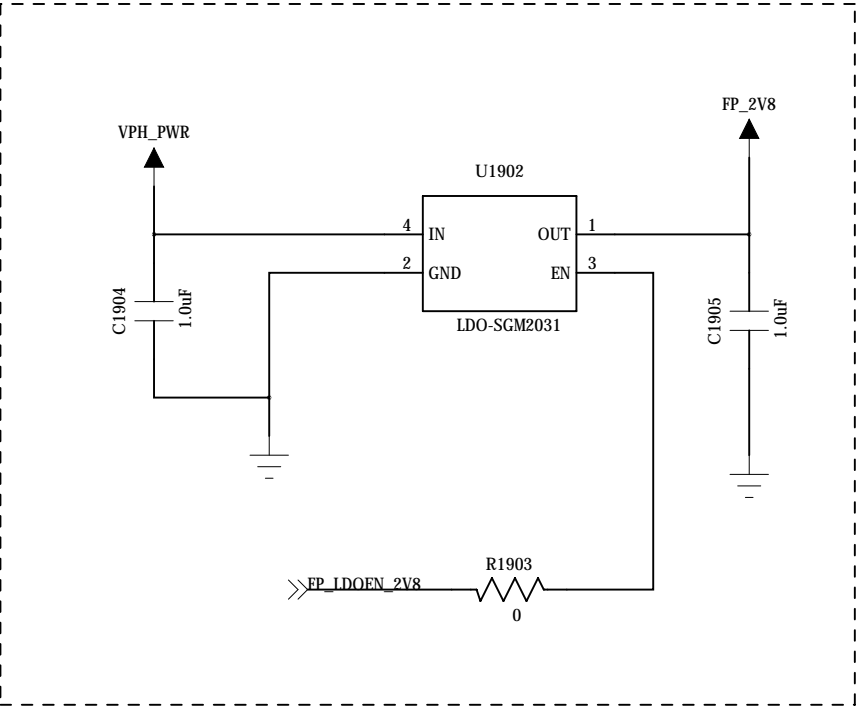 FP_2V8
VPH_PWR
U1902
4 IN OUT 1
2 GND EN 3
C1904
1.0uF
LDO-SGM2031
C1905
1.0uF
R1903
FP_LDOEN_2V8
0